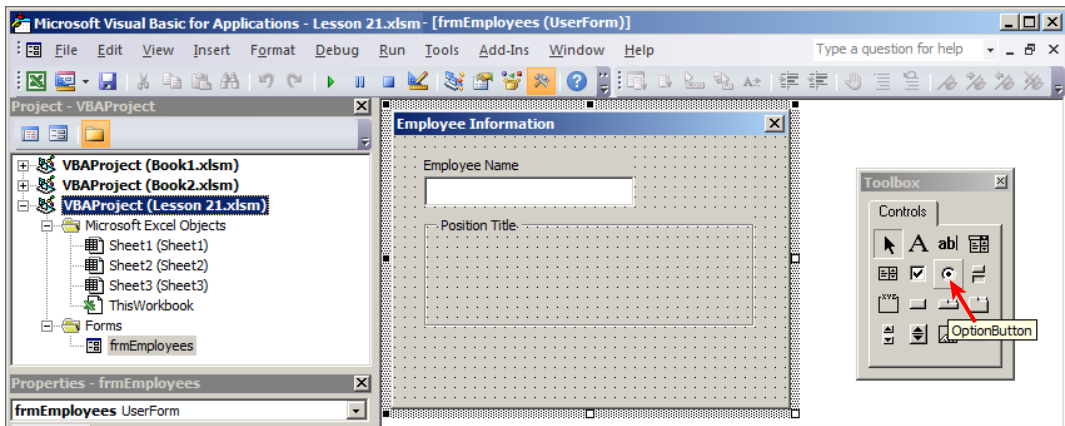 Microsoft Visual Basic for Applications - Lesson 21.xlsm - [frmEmployees (UserForm)]
File Edit View Insert Format Debug Run Tools Add-Ins Window Help Type a question for help
Project - VBAProject
VBAProject (Book1.xlsm)
VBAProject (Book2.xlsm)
VBAProject (Lesson 21.xlsm)
Microsoft Excel Objects
Sheet1 (Sheet1)
Sheet2 (Sheet2)
Sheet3 (Sheet3)
ThisWorkbook
Forms
frmEmployees
Properties - frmEmployees
frmEmployees UserForm
Employee Information
Employee Name
Position Title
Toolbox
Controls
A ab
xyz
OptionButton